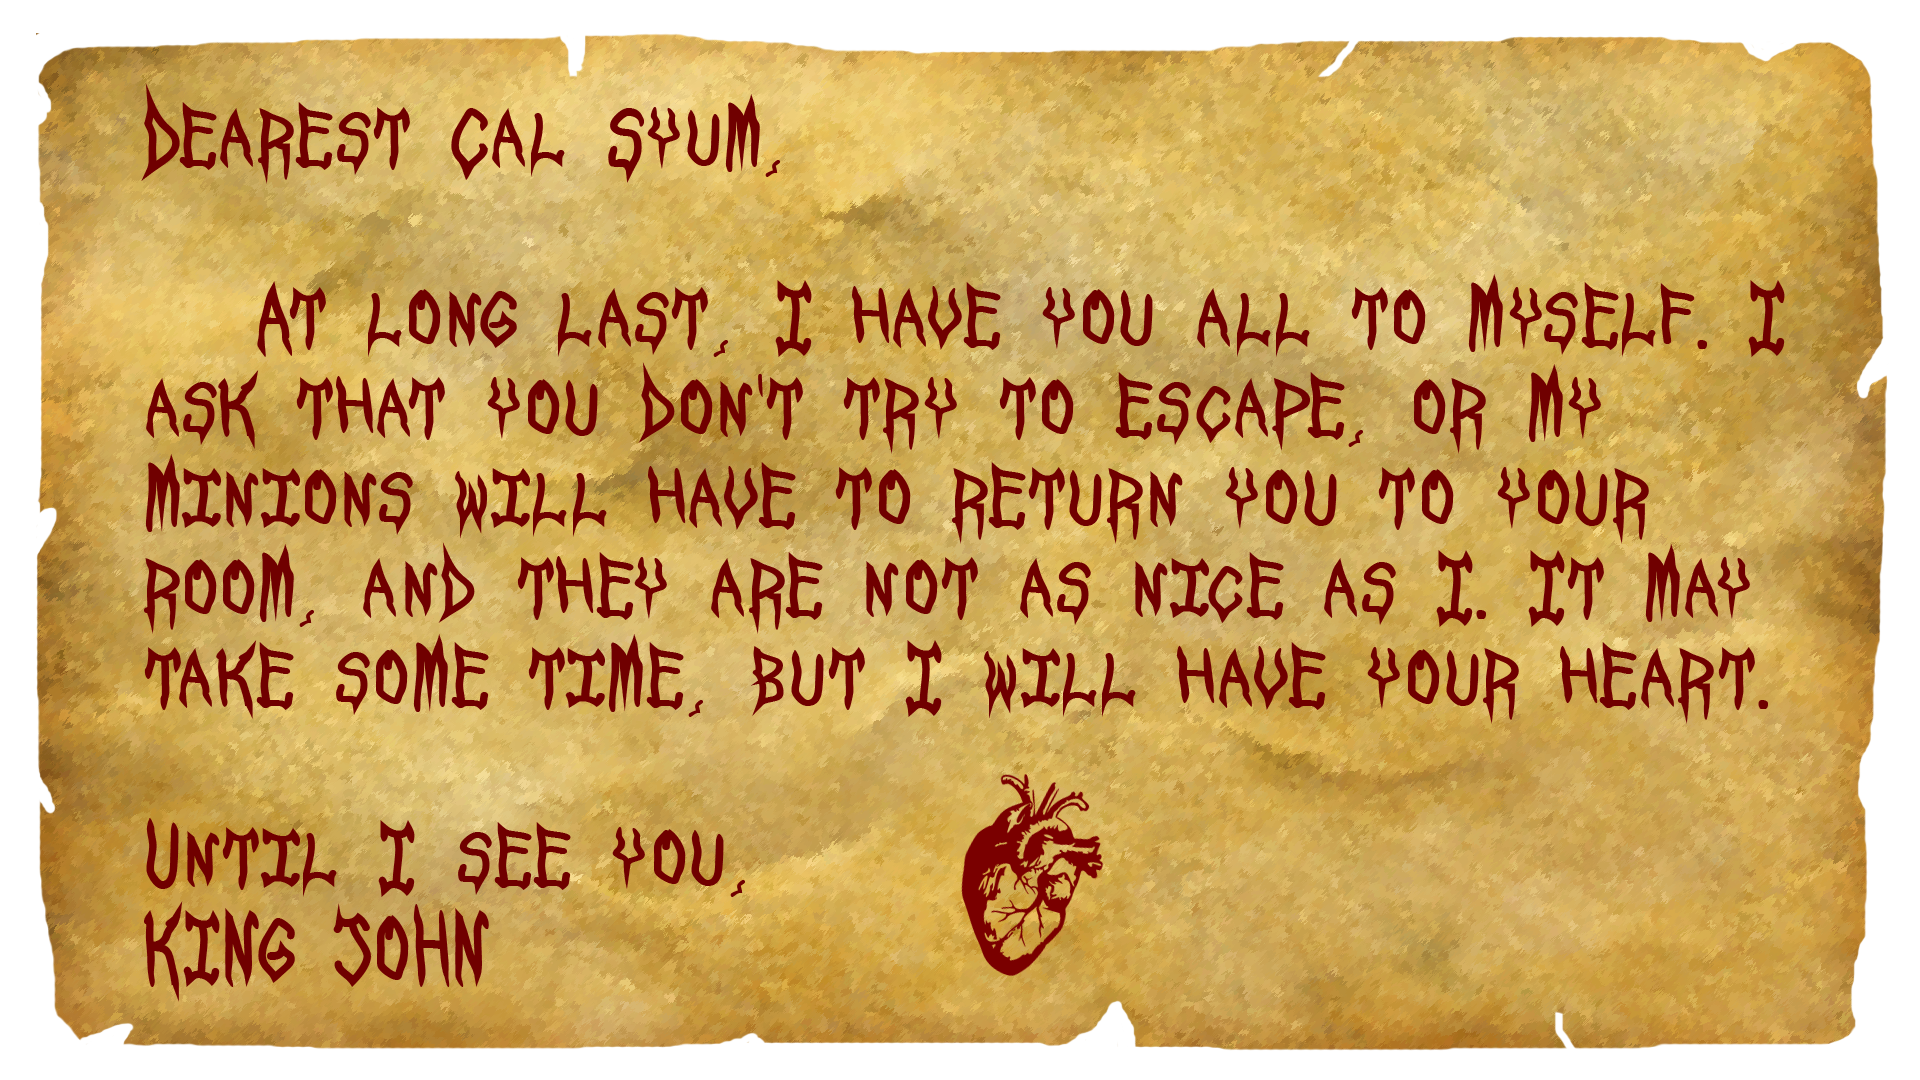 DEAREST CAL SYUM,
AT LONG LAST, I HAVE YOU ALL TO MYSELF. I
ASK THAT YOU DON'T TRY TO ESCAPE, OR MY
MINIONS WILL HAVE TO RETURN YOU TO YOUR
ROOM, AND THEY ARE NOT AS NICE AS I. IT MAY
TAKE SOME TIME, BUT I WILL HAVE YOUR HEART.
UNTIL I SEE YOU,
KING JOHN